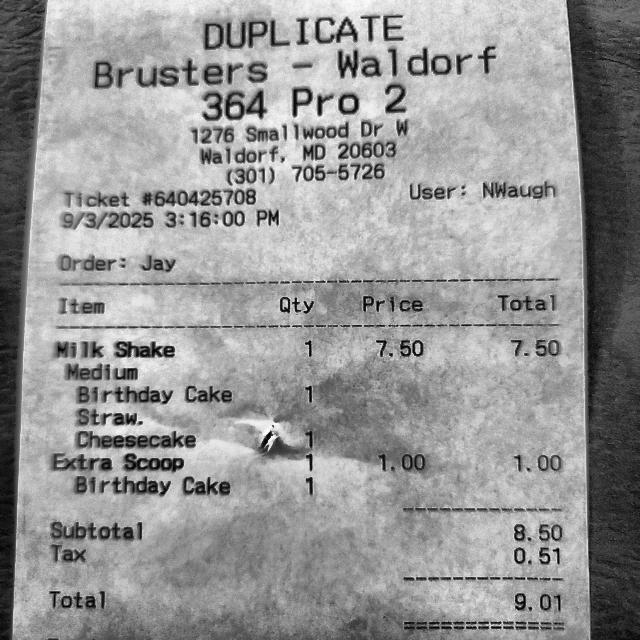 DUPLICATE
Brusters - Waldorf
364 Pro 2
1276 Smallwood Dr W
Waldorf, MD 20603
(301) 705-5726
Ticket #640425708 User: NWaugh
9/3/2025 3:16:00 PM
Order: Jay
Item Qty Price Total
Milk Shake 1 7.50 7.50
Medium
Birthday Cake 1
Straw.
Cheesecake 1
Extra Scoop 1 1.00 1.00
Birthday Cake 1
Subtotal 8.50
Tax 0.51
Total 9.01